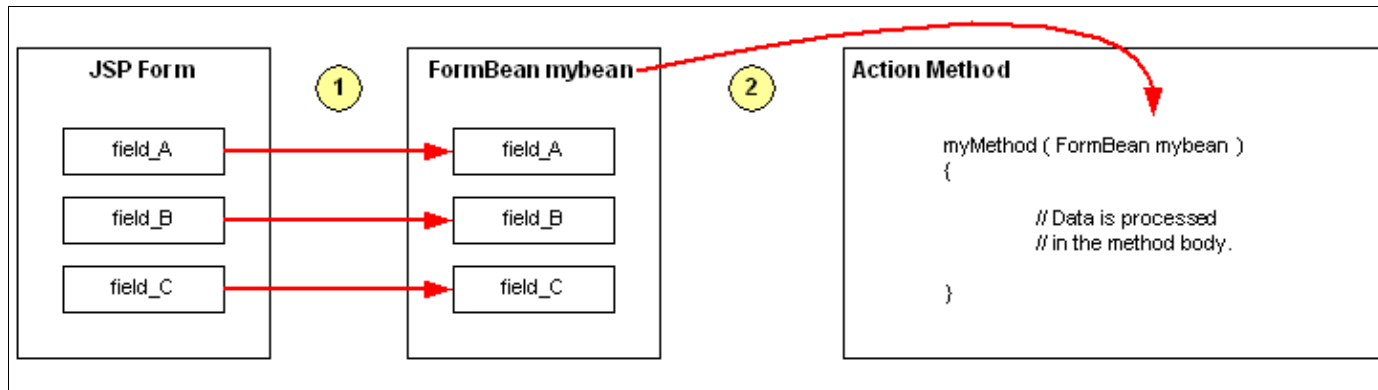 JSP Form
1
FormBean mybean
2
Action Method
field_A
field_A
field_B
field_B
field_C
field_C
myMethod ( FormBean mybean )
{
// Data is processed
// in the method body.
}